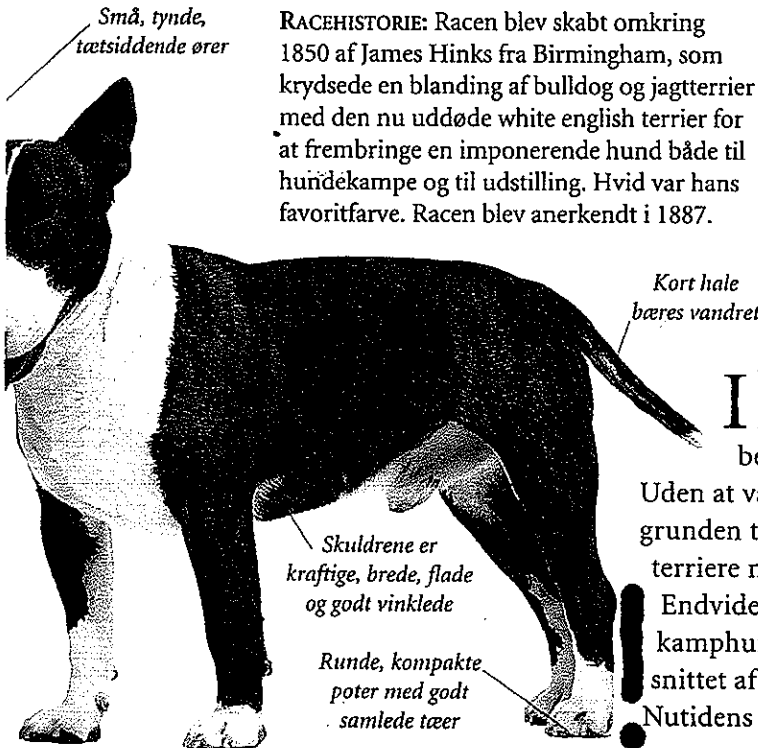 Små, tynde,
tætsiddende ører
RACEHISTORIE: Racen blev skabt omkring
1850 af James Hinks fra Birmingham, som
krydsede en blanding af bulldog og jagtterrier
med den nu uddøde white english terrier for
at frembringe en imponerende hund både til
hundekampe og til udstilling. Hvid var hans
favoritfarve. Racen blev anerkendt i 1887.
Kort hale
bæres vandret
Skuldrene er
kraftige, brede, flade
og godt vinklede
Runde, kompakte
poter med godt
samlede tæer
I
be
Uden at va
grunden t
terriere
Endvide
kamphu
snittet af
Nutidens